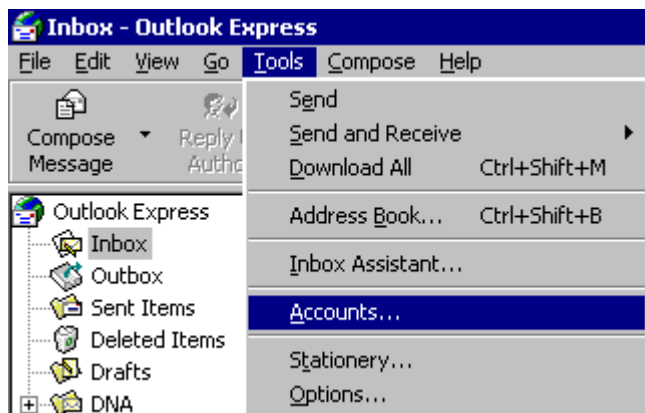 Inbox - Outlook Express
File Edit View Go Tools Compose Help
Compose Message
Reply
Send
Send and Receive
Download All Ctrl+Shift+M
Address Book... Ctrl+Shift+B
Inbox Assistant...
Accounts...
Stationery...
Options...
Outlook Express
Inbox
Outbox
Sent Items
Deleted Items
Drafts
DNA